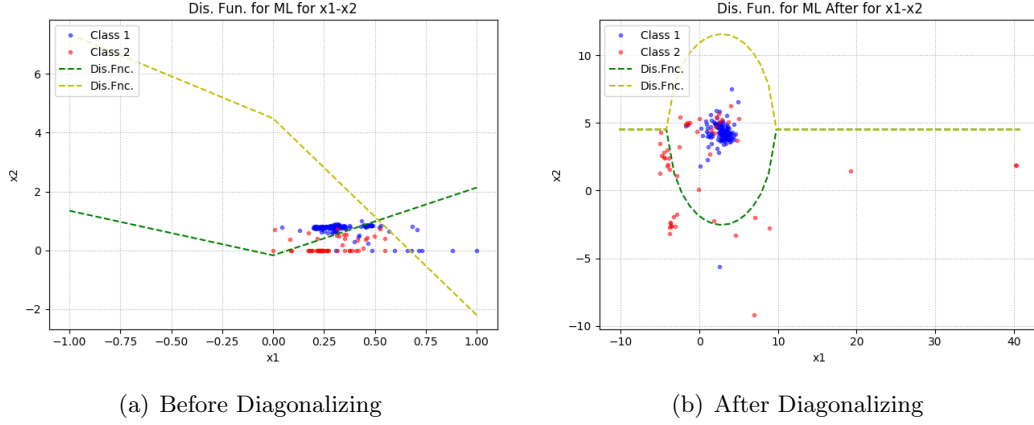 Dis. Fun. for ML for x1-x2
Class 1
Class 2
Dis.Fnc.
Dis.Fnc.
x2
6
4
2
0
−2
−1.00
−0.75
−0.50
−0.25
0.00
0.25
0.50
0.75
1.00
x1
(a) Before Diagonalizing
Dis. Fun. for ML After for x1-x2
Class 1
Class 2
Dis.Fnc.
Dis.Fnc.
x2
10
5
0
−5
−10
−10
0
10
20
30
40
x1
(b) After Diagonalizing